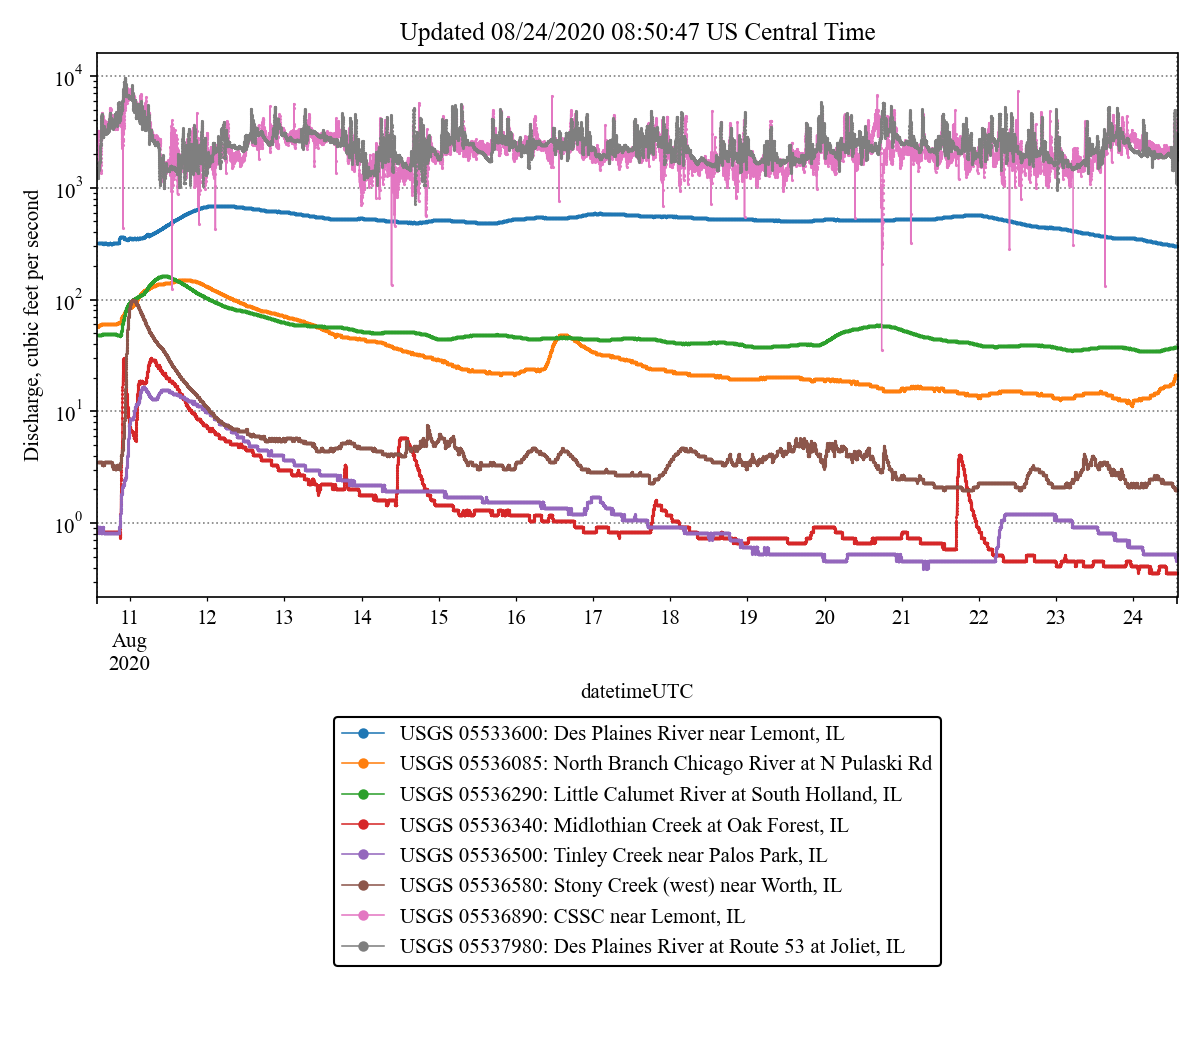 Updated 08/24/2020 08:50:47 US Central Time
Discharge, cubic feet per second
10^4
10^3
10^2
10^1
10^0
11 12 13 14 15 16 17 18 19 20 21 22 23 24
Aug
2020
datetimeUTC
USGS 05533600: Des Plaines River near Lemont, IL
USGS 05536085: North Branch Chicago River at N Pulaski Rd
USGS 05536290: Little Calumet River at South Holland, IL
USGS 05536340: Midlothian Creek at Oak Forest, IL
USGS 05536500: Tinley Creek near Palos Park, IL
USGS 05536580: Stony Creek (west) near Worth, IL
USGS 05536890: CSSC near Lemont, IL
USGS 05537980: Des Plaines River at Route 53 at Joliet, IL